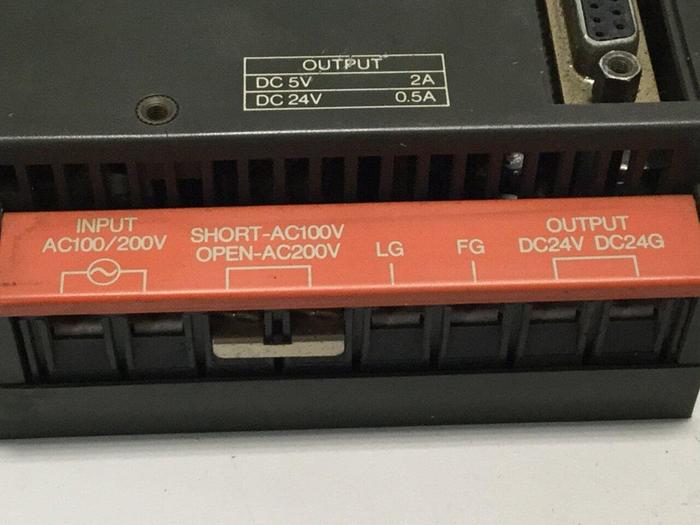 OUTPUT
DC 5V 2A
DC 24V 0.5A
INPUT
AC100/200V
SHORT-AC100V
OPEN-AC200V
LG
FG
OUTPUT
DC24V DC24G